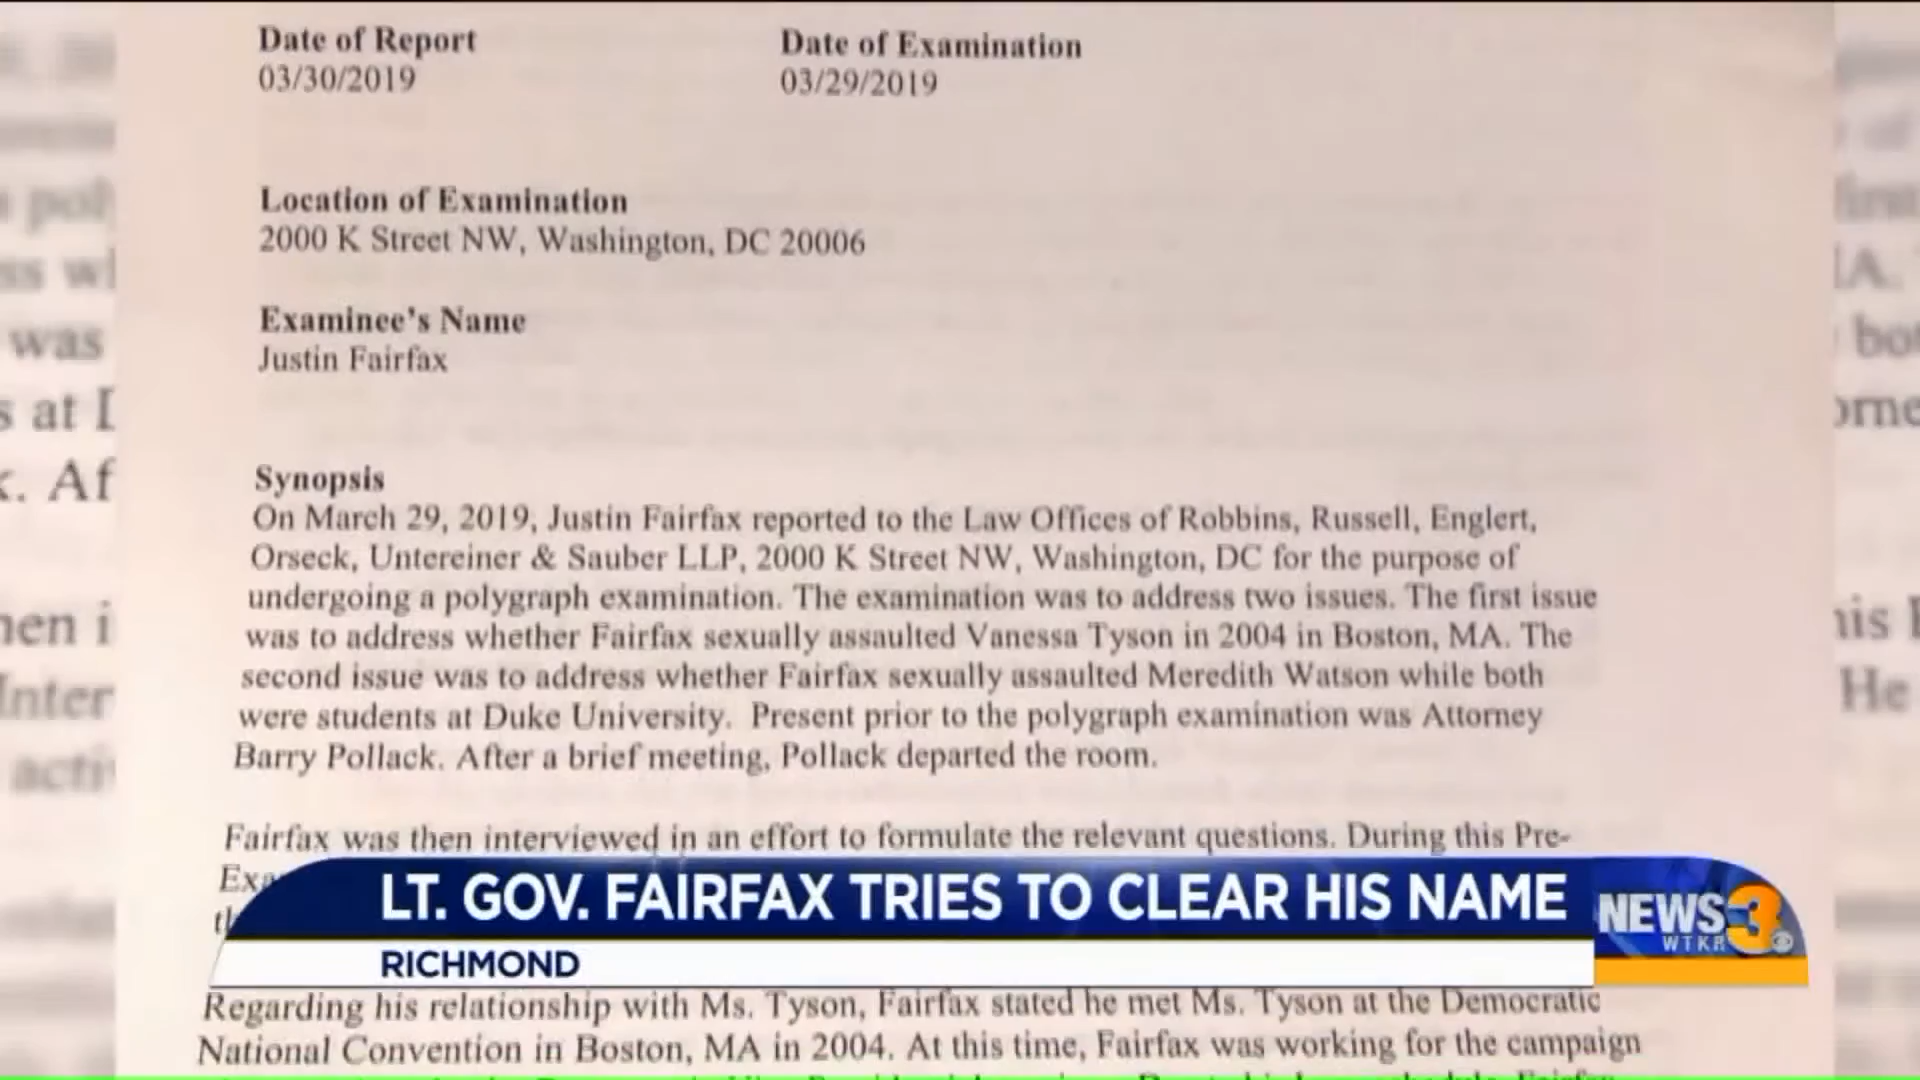 Date of Report
Date of Examination
03/30/2019
03/29/2019
Location of Examination
2000 K Street NW, Washington, DC 20006
Examinee's Name
Justin Fairfax
Synopsis
On March 29, 2019, Justin Fairfax reported to the Law Offices of Robbins, Russell, Englert,
Orseck, Untereiner & Sauber LLP, 2000 K Street NW, Washington, DC for the purpose of
undergoing a polygraph examination. The examination was to address two issues. The first issue
was to address whether Fairfax sexually assaulted Vanessa Tyson in 2004 in Boston, MA. The
second issue was to address whether Fairfax sexually assaulted Meredith Watson while both
were students at Duke University. Present prior to the polygraph examination was Attorney
Barry Pollack. After a brief meeting, Pollack departed the room.
Fairfax was then interviewed in an effort to formulate the relevant questions. During this Pre-
LT. GOV. FAIRFAX TRIES TO CLEAR HIS NAME
RICHMOND
NEWS 3
WTKR
Regarding his relationship with Ms. Tyson, Fairfax stated he met Ms. Tyson at the Democratic
National Convention in Boston, MA in 2004. At this time, Fairfax was working for the campaign